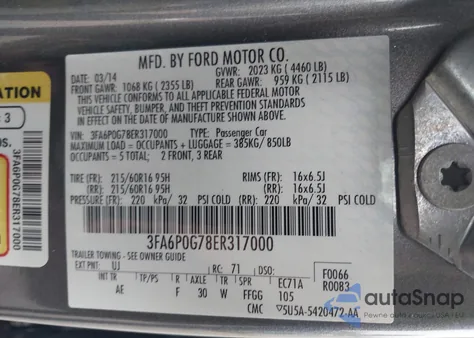 MFD. BY FORD MOTOR CO.
03/14
GVWR: 2023 KG ( 4460 LB)
FRONT GAWR: 1068 KG ( 2355 LB)
REAR GAWR: 959 KG ( 2115 LB)
THIS VEHICLE CONFORMS TO ALL APPLICABLE FEDERAL MOTOR
VEHICLE SAFETY, BUMPER, AND THEFT PREVENTION STANDARDS
IN EFFECT ON THE DATE OF MANUFACTURE SHOWN ABOVE.
VIN: 3FA6P0G78ER317000 TYPE: Passenger Car
MAXIMUM LOAD = OCCUPANTS + LUGGAGE = 385KG/ 850LB
OCCUPANTS = 5 TOTAL; 2 FRONT, 3 REAR
TIRE (FR): 215/60R16 95H RIMS (FR): 16x6.5J
(RR): 215/60R16 95H (RR): 16x6.5J
PRESSURE (FR): 220 kPa/ 32 PSI COLD (RR): 220 kPa/ 32 PSI COLD
3FA6P0G78ER317000
TRAILER TOWING - SEE OWNER GUIDE
EXT PNT: UJ RC: 71 DSO: F0066
INT TR TP/PS R AXLE TR SPR EC71A R0083
AE F 30 W FFGG 105
CMC 5U5A-5420472-AA
3
3FA6P0G78ER317000
autoSnap